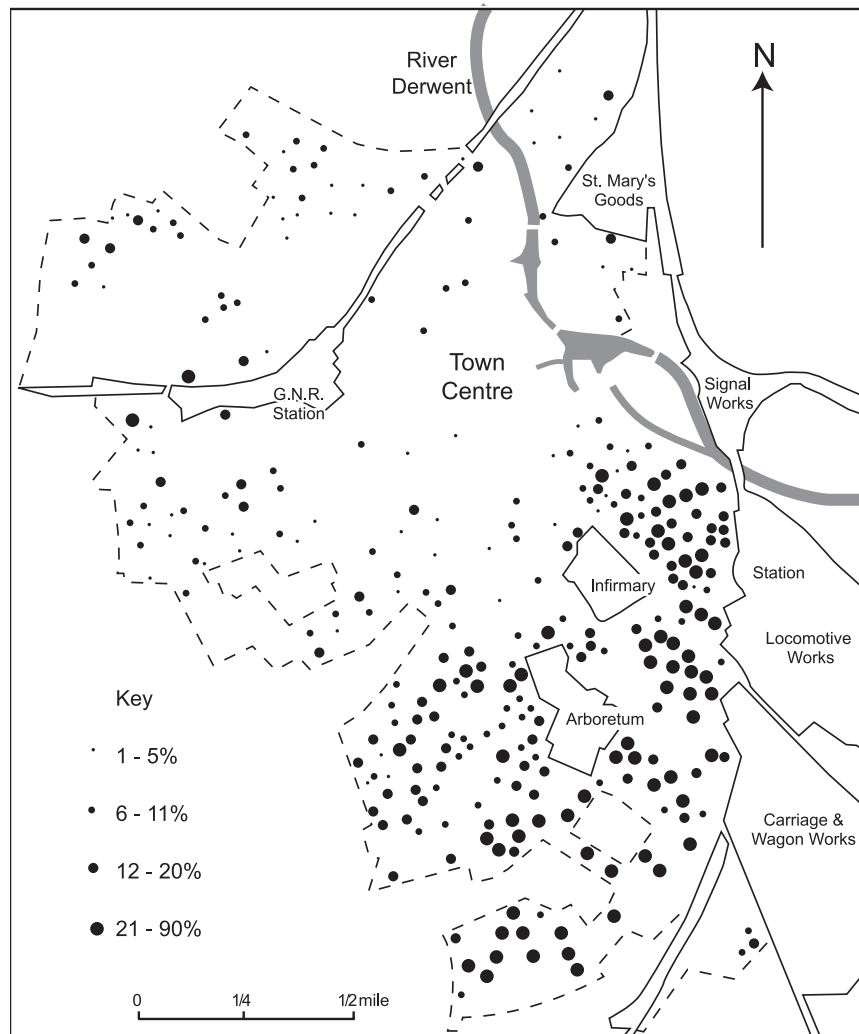 River
Derwent
N
St. Mary's
Goods
Town
Centre
Signal
Works
G.N.R.
Station
Station
Infirmary
Locomotive
Works
Key
Arboretum
1 - 5%
6 - 11%
Carriage &
Wagon Works
12 - 20%
21 - 90%
0 1/4 1/2 mile